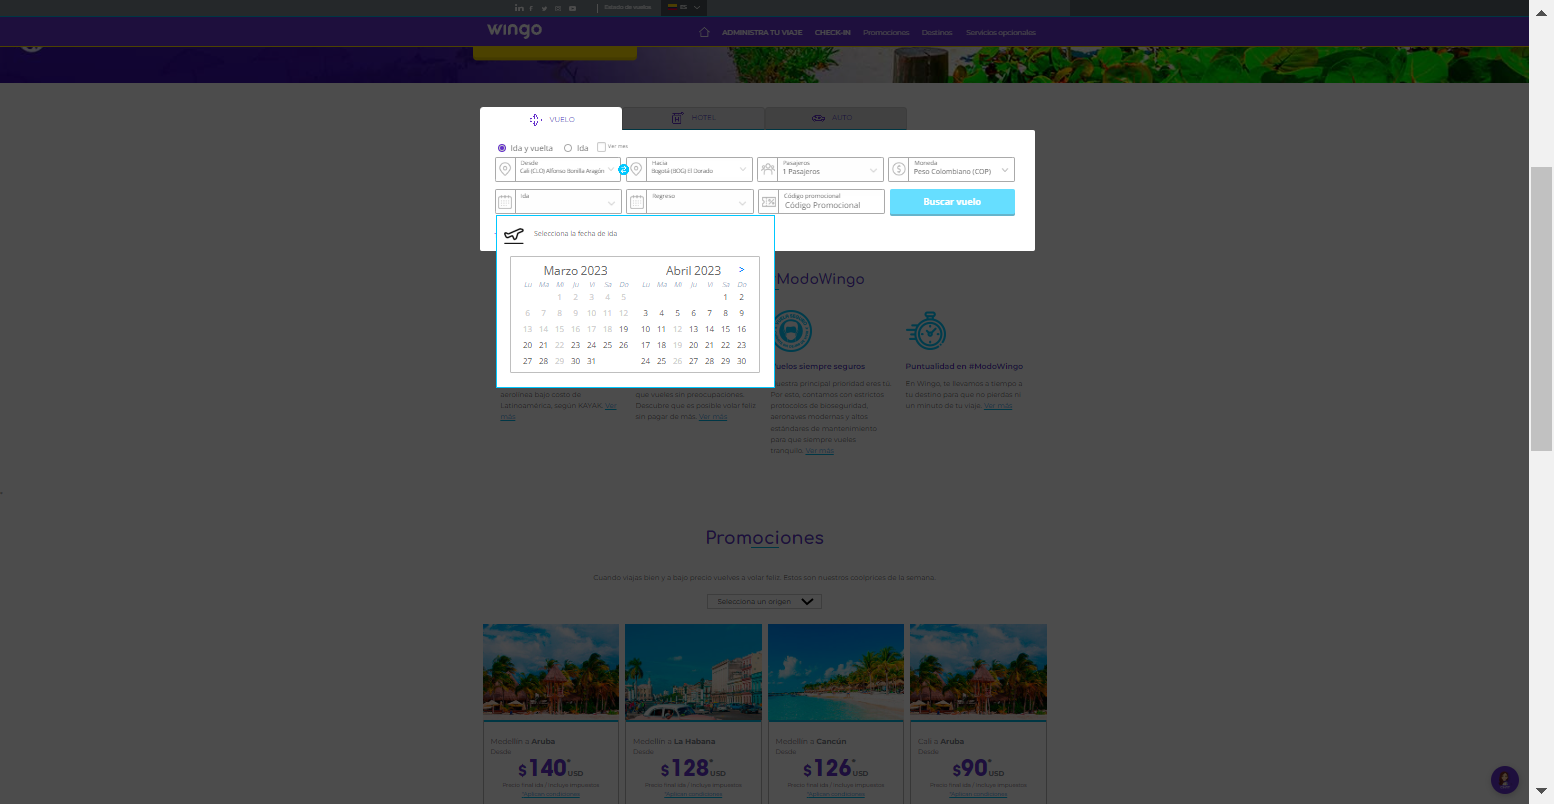 Estado de vuelos
ES
wingo
ADMINISTRA TU VIAJE
CHECK-IN
Promociones
Destinos
Servicios opcionales
VUELO
HOTEL
AUTO
Ida y vuelta
Ida
Ver mes
Desde
Cali (CLO) Alfonso Bonilla Aragón
Hacia
Bogotá (BOG) El Dorado
Pasajeros
1 Pasajeros
Moneda
Peso Colombiano (COP)
Ida
Regreso
Código promocional
Código Promocional
Buscar vuelo
Selecciona la fecha de ida
Marzo 2023
Lu Ma Mi Ju Vi Sa Do
1 2 3 4 5
6 7 8 9 10 11 12
13 14 15 16 17 18 19
20 21 22 23 24 25 26
27 28 29 30 31
Abril 2023 >
Lu Ma Mi Ju Vi Sa Do
1 2
3 4 5 6 7 8 9
10 11 12 13 14 15 16
17 18 19 20 21 22 23
24 25 26 27 28 29 30
ModoWingo
aerolínea bajo costo de
Latinoamérica, según KAYAK. Ver
más
que vueles sin preocupaciones.
Descubre que es posible volar feliz
sin pagar de más. Ver más
uelos siempre seguros
uestra principal prioridad eres tú.
Por esto, contamos con estrictos
protocolos de bioseguridad,
aeronaves modernas y altos
estándares de mantenimiento
para que siempre vueles
tranquilo. Ver más
Puntualidad en #ModoWingo
En Wingo, te llevamos a tiempo a
tu destino para que no pierdas ni
un minuto de tu viaje. Ver más
Promociones
Cuando viajas bien y a bajo precio vuelves a volar feliz. Estos son nuestros comprices de la semana.
Selecciona un origen
Medellín a Aruba
Desde
$140* USD
Precio final ida / Incluye impuestos
*Aplican condiciones
Medellín a La Habana
Desde
$128* USD
Precio final ida / Incluye impuestos
*Aplican condiciones
Medellín a Cancún
Desde
$126* USD
Precio final ida / Incluye impuestos
*Aplican condiciones
Cali a Aruba
Desde
$90* USD
Precio final ida / Incluye impuestos
*Aplican condiciones